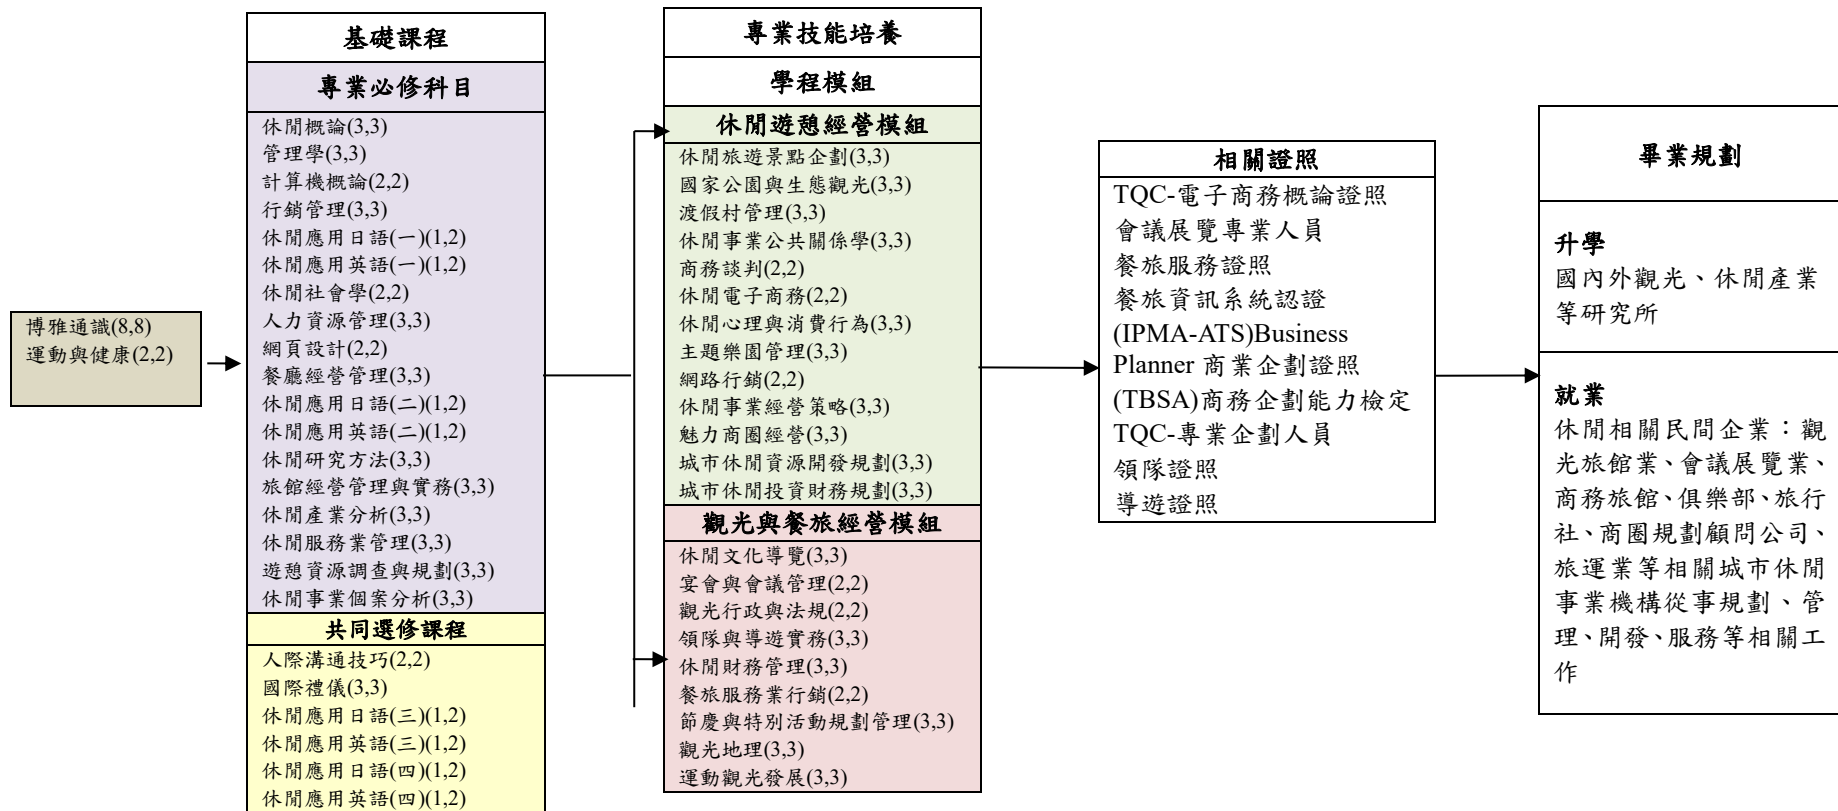 博雅通識(8,8)
運動與健康(2,2)
基礎課程
專業必修科目
休閒概論(3,3)
管理學(3,3)
計算機概論(2,2)
行銷管理(3,3)
休閒應用日語(一)(1,2)
休閒應用英語(一)(1,2)
休閒社會學(2,2)
人力資源管理(3,3)
網頁設計(2,2)
餐廳經營管理(3,3)
休閒應用日語(二)(1,2)
休閒應用英語(二)(1,2)
休閒研究方法(3,3)
旅館經營管理與實務(3,3)
休閒產業分析(3,3)
休閒服務業管理(3,3)
遊憩資源調查與規劃(3,3)
休閒事業個案分析(3,3)
共同選修課程
人際溝通技巧(2,2)
國際禮儀(3,3)
休閒應用日語(三)(1,2)
休閒應用英語(三)(1,2)
休閒應用日語(四)(1,2)
休閒應用英語(四)(1,2)
專業技能培養
學程模組
休閒遊憩經營模組
休閒旅遊景點企劃(3,3)
國家公園與生態觀光(3,3)
渡假村管理(3,3)
休閒事業公共關係學(3,3)
商務談判(2,2)
休閒電子商務(2,2)
休閒心理與消費行為(3,3)
主題樂園管理(3,3)
網路行銷(2,2)
休閒事業經營策略(3,3)
魅力商圈經營(3,3)
城市休閒資源開發規劃(3,3)
城市休閒投資財務規劃(3,3)
觀光與餐旅經營模組
休閒文化導覽(3,3)
宴會與會議管理(2,2)
觀光行政與法規(2,2)
領隊與導遊實務(3,3)
休閒財務管理(3,3)
餐旅服務業行銷(2,2)
節慶與特別活動規劃管理(3,3)
觀光地理(3,3)
運動觀光發展(3,3)
相關證照
TQC-電子商務概論證照
會議展覽專業人員
餐旅服務證照
餐旅資訊系統認證
(IPMA-ATS)Business
Planner 商業企劃證照
(TBSA)商務企劃能力檢定
TQC-專業企劃人員
領隊證照
導遊證照
畢業規劃
升學
國內外觀光、休閒產業
等研究所
就業
休閒相關民間企業：觀
光旅館業、會議展覽業、
商務旅館、俱樂部、旅行
社、商圈規劃顧問公司、
旅運業等相關城市休閒
事業機構從事規劃、管
理、開發、服務等相關工
作